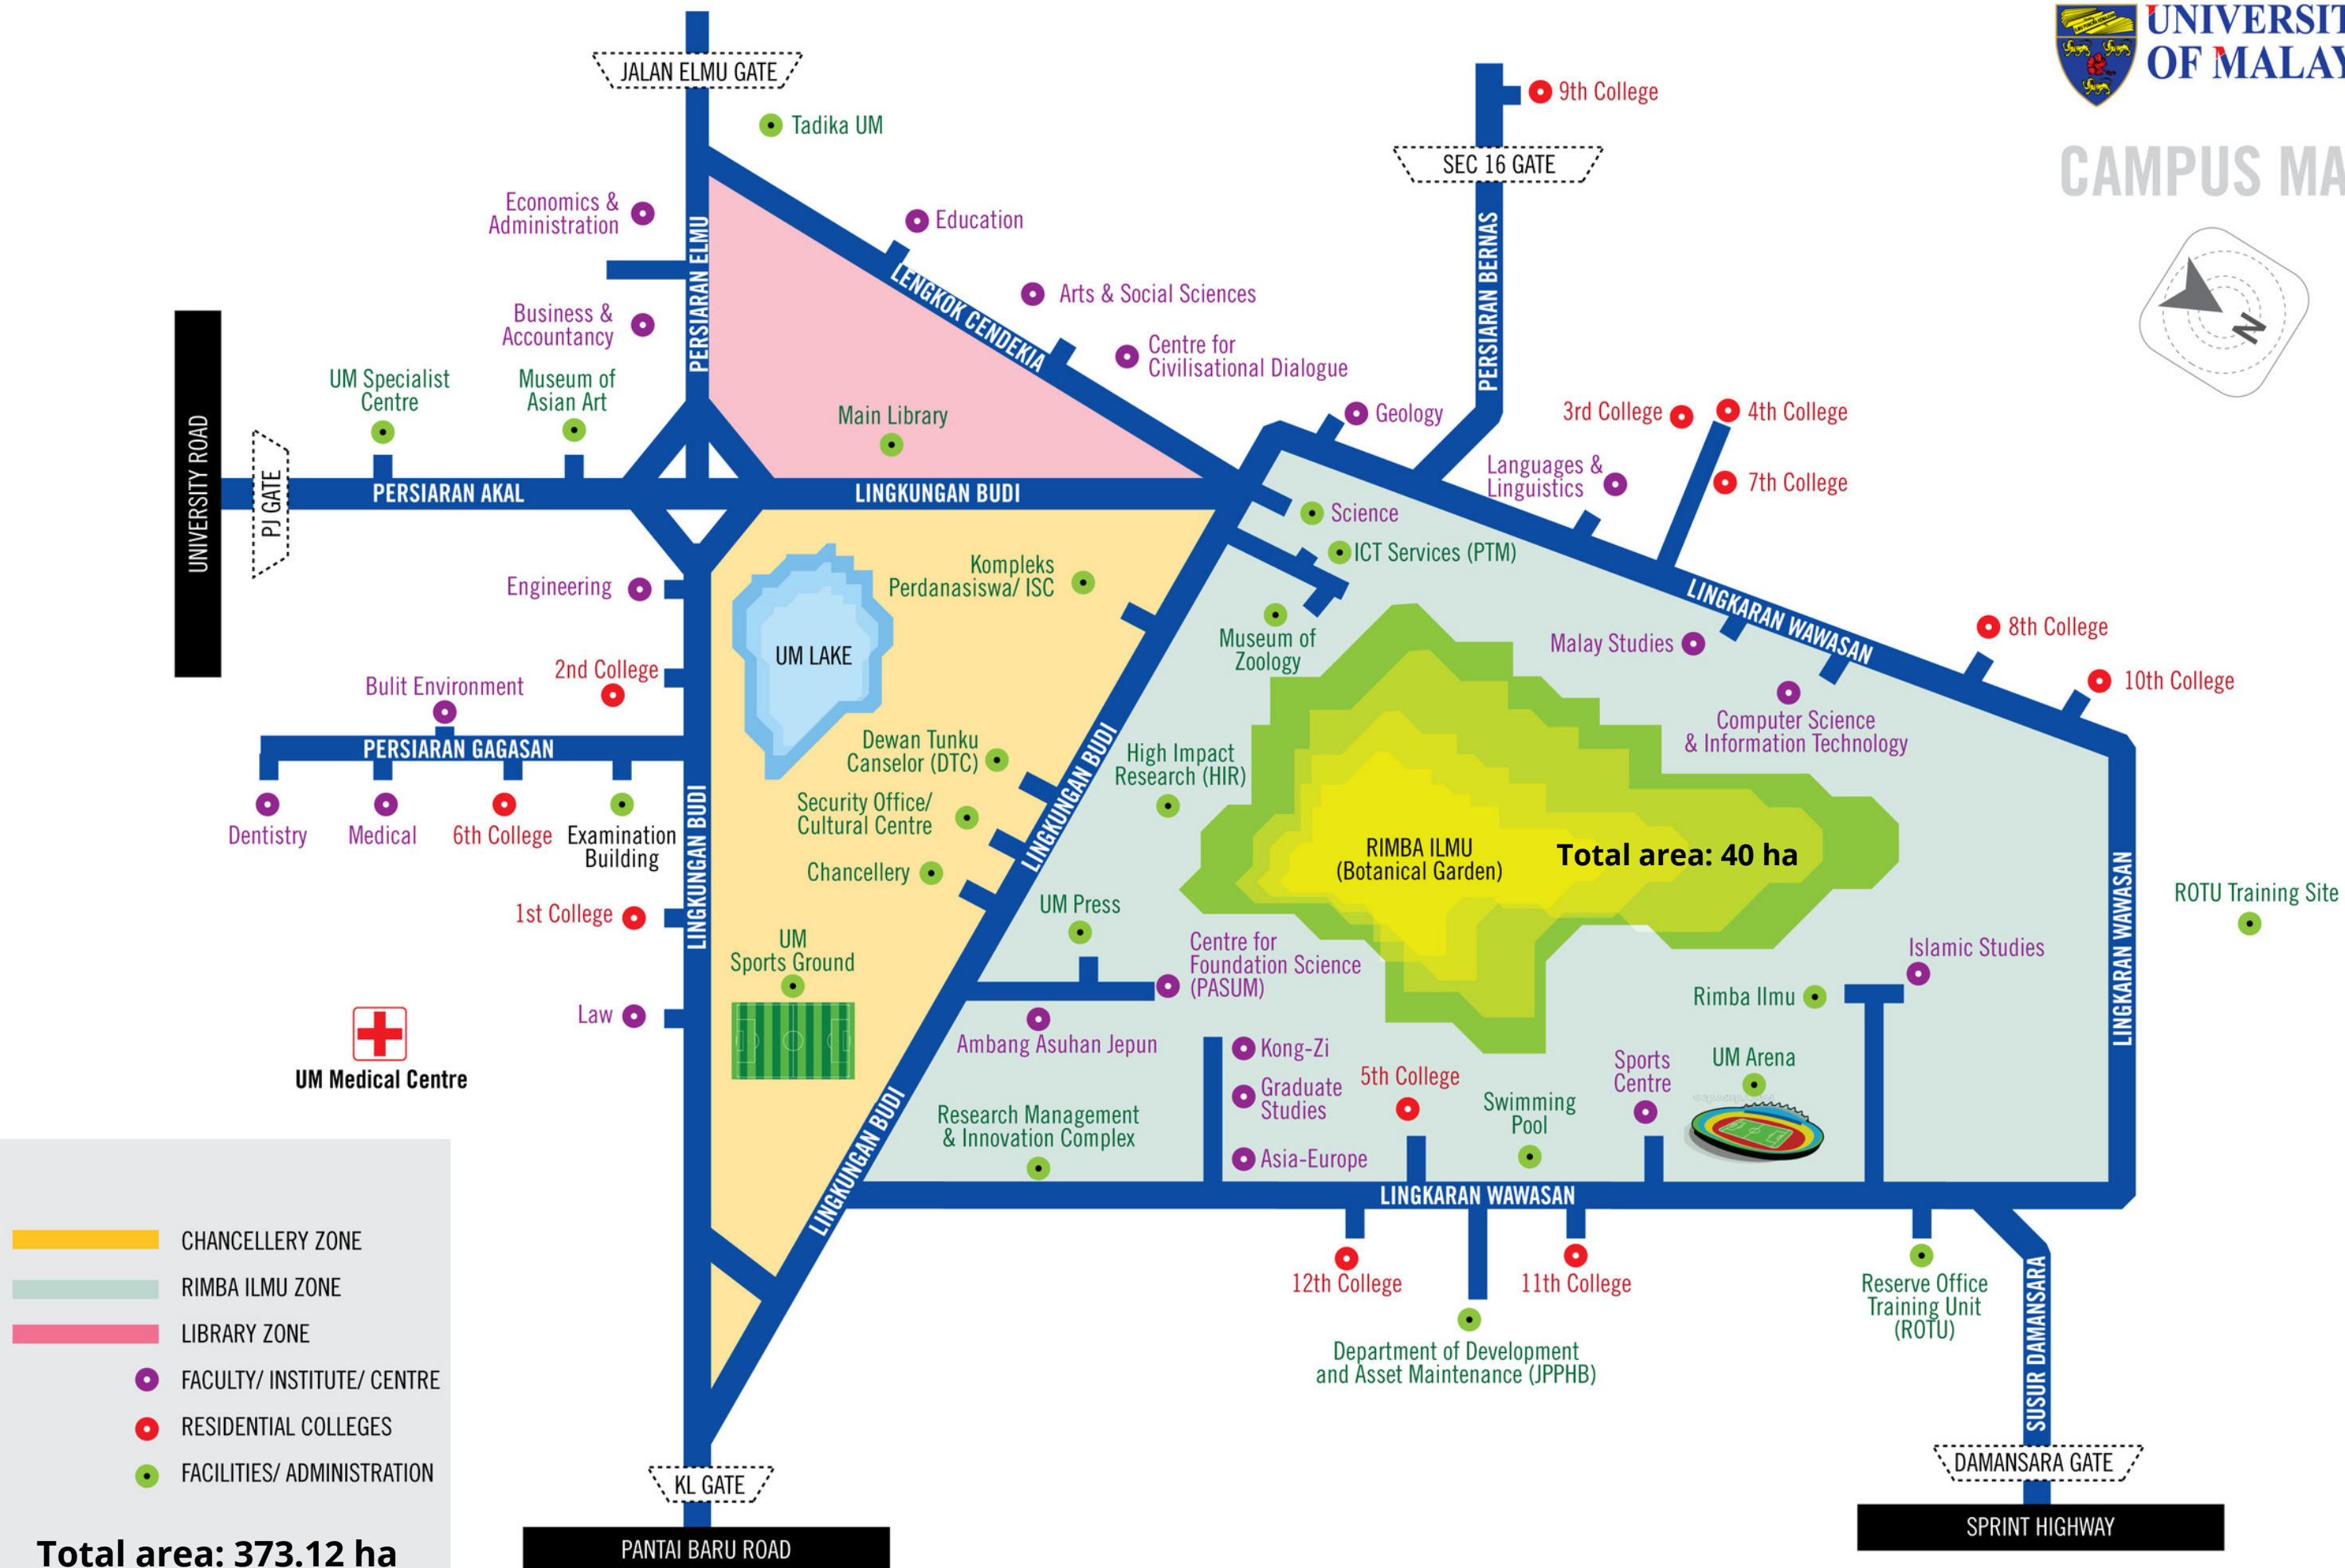 JALAN ELMU GATE
UNIVERSIT
OF MALAY
CAMPUS MA
N
9th College
Tadika UM
SEC 16 GATE
Economics &
Administration
PERSIARAN ELMU
Education
LENGKOK CENDEKIA
Arts & Social Sciences
PERSIARAN BERNAS
Business &
Accountancy
Centre for
Civilisational Dialogue
UM Specialist
Centre
Museum of
Asian Art
Main Library
Geology
3rd College
4th College
UNIVERSITY ROAD
PJ GATE
PERSIARAN AKAL
LINGKUNGAN BUDI
Languages &
Linguistics
7th College
Science
ICT Services (PTM)
Engineering
Kompleks
Perdanasiswa/ ISC
LINGKARAN WAWASAN
UM LAKE
Museum of
Zoology
Malay Studies
8th College
2nd College
Bulit Environment
10th College
Computer Science
& Information Technology
PERSIARAN GAGASAN
Dewan Tunku
Canselor (DTC)
LINGKUNGAN BUDI
High Impact
Research (HIR)
Security Office/
Cultural Centre
Dentistry
Medical
6th College
Examination
Building
LINGKUNGAN BUDI
Chancellery
RIMBA ILMU
(Botanical Garden)
Total area: 40 ha
LINGKARAN WAWASAN
ROTU Training Site
1st College
UM Press
UM
Sports Ground
Centre for
Foundation Science
(PASUM)
Islamic Studies
Rimba Ilmu
Law
Ambang Asuhan Jepun
Kong-Zi
Graduate
Studies
Asia-Europe
5th College
Swimming
Pool
Sports
Centre
UM Arena
UM Medical Centre
Research Management
& Innovation Complex
LINGKUNGAN BUDI
LINGKARAN WAWASAN
12th College
11th College
Reserve Office
Training Unit
(ROTU)
Department of Development
and Asset Maintenance (JPPHB)
SUSUR DAMANSARA
CHANCELLERY ZONE
RIMBA ILMU ZONE
LIBRARY ZONE
FACULTY/ INSTITUTE/ CENTRE
RESIDENTIAL COLLEGES
FACILITIES/ ADMINISTRATION
Total area: 373.12 ha
KL GATE
PANTAI BARU ROAD
DAMANSARA GATE
SPRINT HIGHWAY